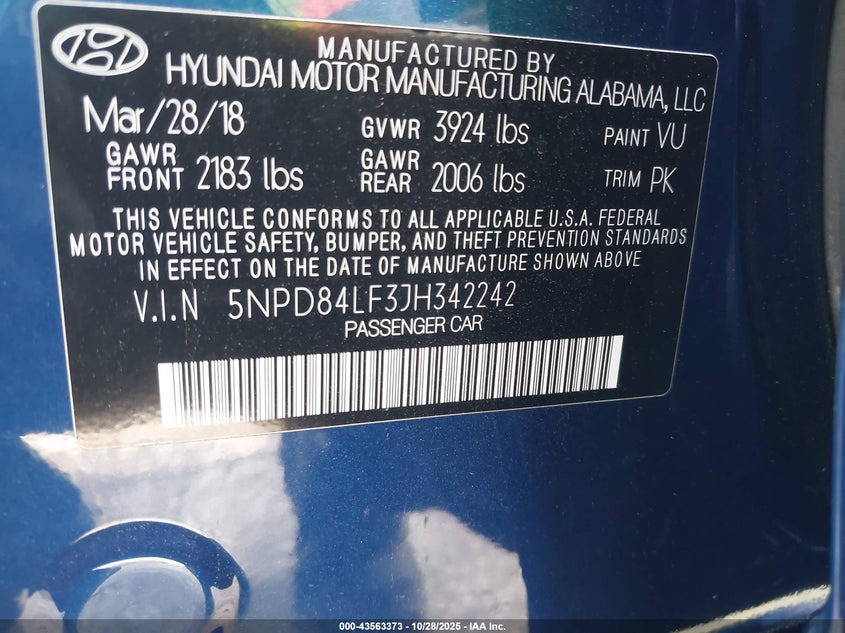 MANUFACTURED BY
HYUNDAI MOTOR MANUFACTURING ALABAMA, LLC
Mar/28/18 GVWR 3924 lbs PAINT VU
GAWR FRONT 2183 lbs GAWR REAR 2006 lbs TRIM PK
THIS VEHICLE CONFORMS TO ALL APPLICABLE U.S.A. FEDERAL
MOTOR VEHICLE SAFETY, BUMPER, AND THEFT PREVENTION STANDARDS
IN EFFECT ON THE DATE OF MANUFACTURE SHOWN ABOVE
V.I.N 5NPD84LF3JH342242
PASSENGER CAR
000-43563373 - 10/28/2025 - IAA Inc.